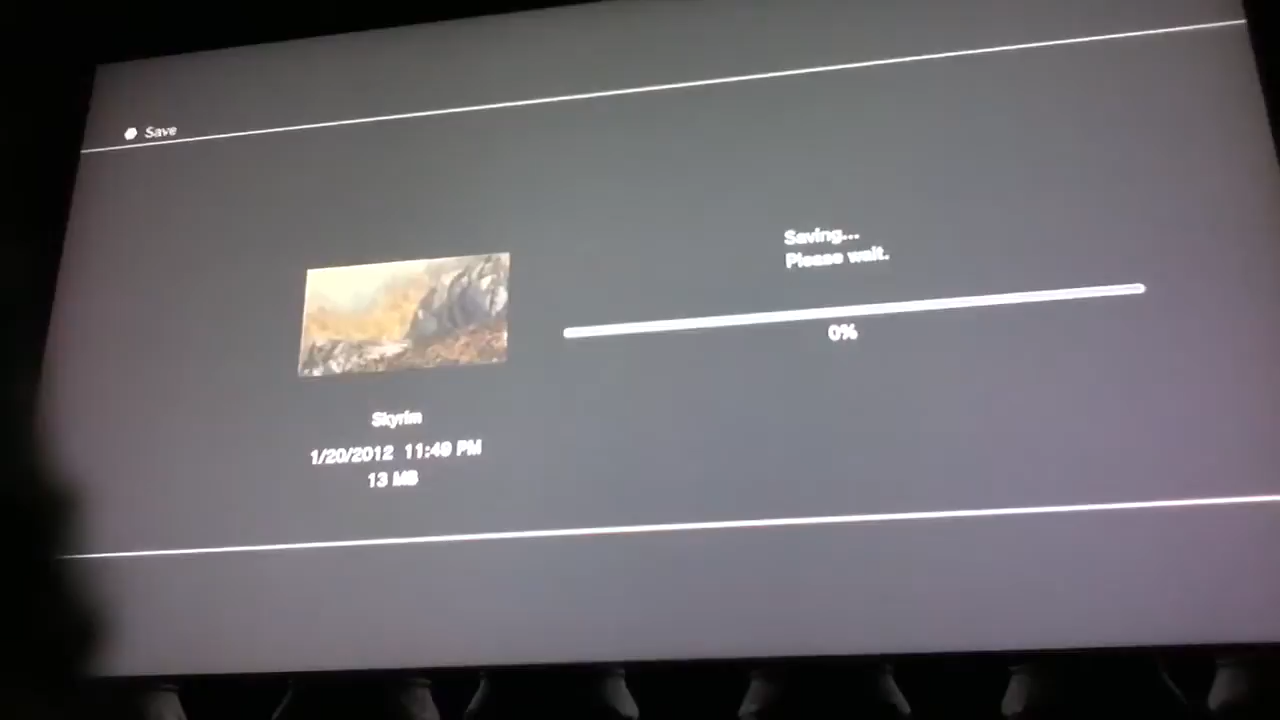 Save
Saving...
Please wait.
0%
Skyrim
1/20/2012 11:49 PM
13 MB